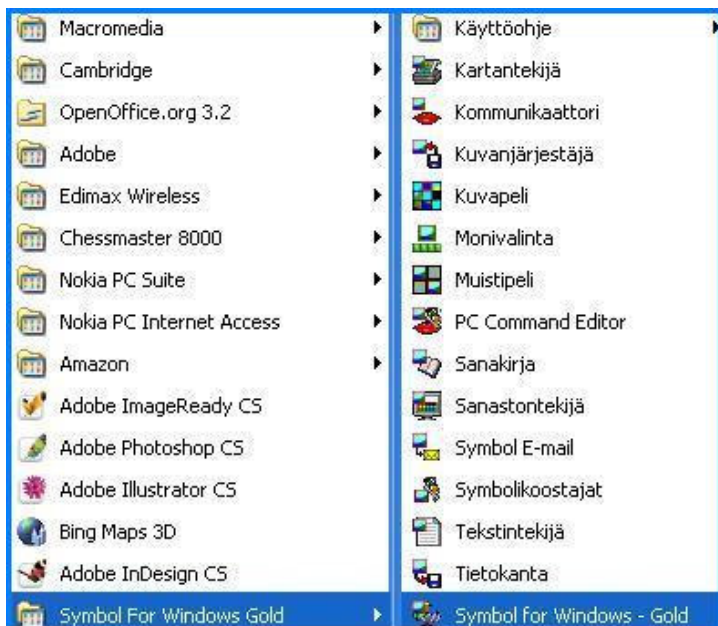 Macromedia
Cambridge
OpenOffice.org 3.2
Adobe
Edimax Wireless
Chessmaster 8000
Nokia PC Suite
Nokia PC Internet Access
Amazon
Adobe ImageReady CS
Adobe Photoshop CS
Adobe Illustrator CS
Bing Maps 3D
Adobe InDesign CS
Symbol For Windows Gold
Käyttöohje
Kartantekijä
Kommunikaattori
Kuvanjärjestäjä
Kuvapeli
Monivalinta
Muistipeli
PC Command Editor
Sanakirja
Sanastontekijä
Symbol E-mail
Symbolikoostajat
Tekstintekijä
Tietokanta
Symbol for Windows - Gold